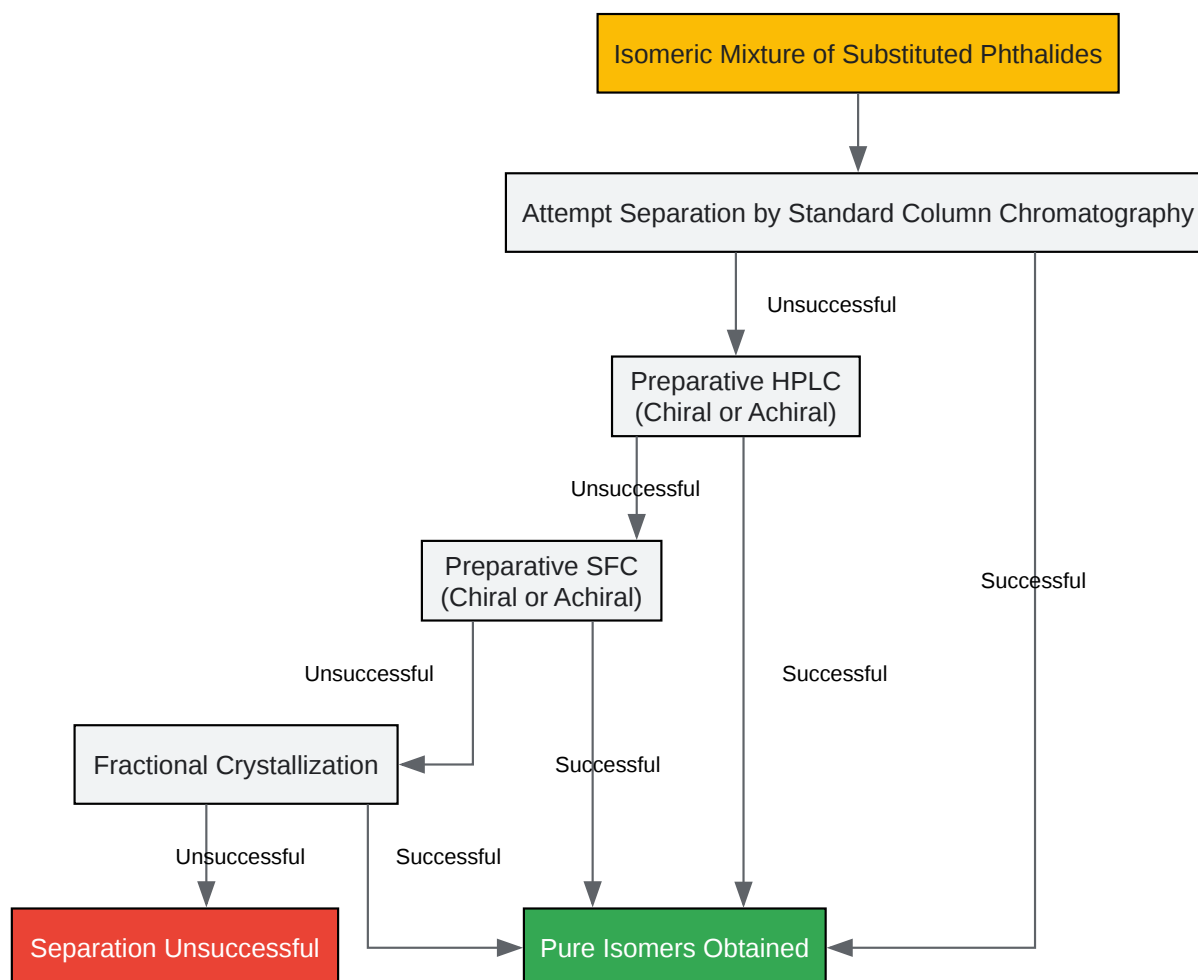 Isomeric Mixture of Substituted Phthalides
Attempt Separation by Standard Column Chromatography
Unsuccessful
Preparative HPLC
(Chiral or Achiral)
Unsuccessful
Preparative SFC
(Chiral or Achiral)
Successful
Unsuccessful
Successful
Fractional Crystallization
Successful
Unsuccessful
Successful
Separation Unsuccessful
Pure Isomers Obtained